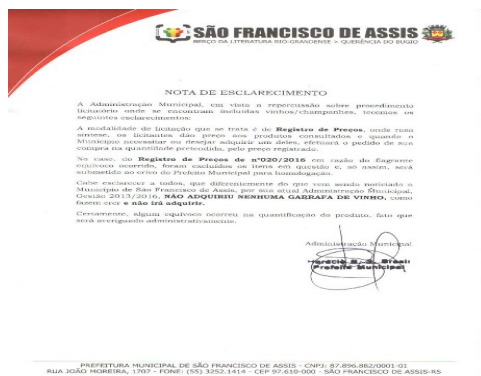 SÃO FRANCISCO DE ASSIS
BERÇO DA LITERATURA RIO-GRANDENSE > QUERÊNCIA DO BUGIO
NOTA DE ESCLARECIMENTO
A Administração Municipal, em vista a repercussão sobre procedimento
licitatório onde se encontram incluídas vinhos/champanhes, tecemos os
seguintes esclarecimentos:
A modalidade de licitação que se trata é de Registro de Preços, onde numa
síntese, os licitantes dão preço aos produtos consultados e quando o
Município necessitar ou desejar adquirir um deles, efetuará o pedido de sua
compra na quantidade pretendido, pelo preço registrado.
No caso, do Registro de Preços de nº020/2016 em razão do flagrante
equívoco ocorrido, foram excluídos os itens em questão e, só assim, será
submetido ao crivo do Prefeito Municipal para homologação.
Cabe esclarecer a todos, que diferentemente do que vem sendo noticiado o
Município de São Francisco de Assis, por sua atual Administração Municipal,
Gestão 2013/2016, NÃO ADQUIRIU NENHUMA GARRAFA DE VINHO, como
fazem crer e não irá adquirir.
Certamente, algum equívoco ocorreu na quantificação do produto, fato que
será averiguado administrativamente.
Administração Municipal
Horácio B. S. Brasil
Prefeito Municipal
PREFEITURA MUNICIPAL DE SÃO FRANCISCO DE ASSIS - CNPJ: 87.896.882/0001-01
RUA JOÃO MOREIRA, 1707 - FONE: (55) 3252.1414 - CEP 97.610-000 - SÃO FRANCISCO DE ASSIS-RS